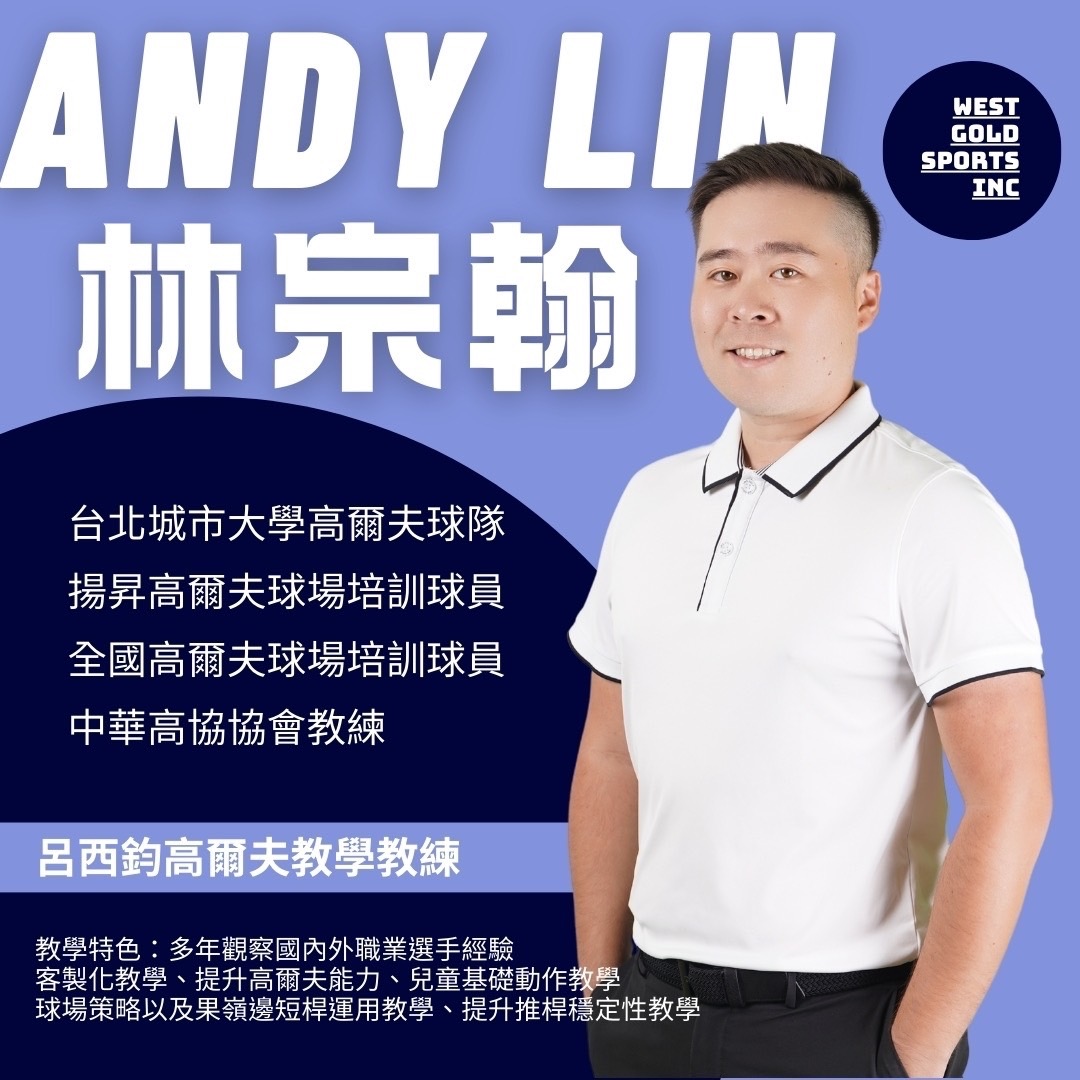 ANDY LIN
WEST
GOLD
SPORTS
INC
林宗翰
台北城市大學高爾夫球隊
揚昇高爾夫球場培訓球員
全國高爾夫球場培訓球員
中華高協協會教練
呂西鈞高爾夫教學教練
教學特色：多年觀察國內外職業選手經驗
客製化教學、提升高爾夫能力、兒童基礎動作教學
球場策略以及果嶺邊短桿運用教學、提升推桿穩定性教學